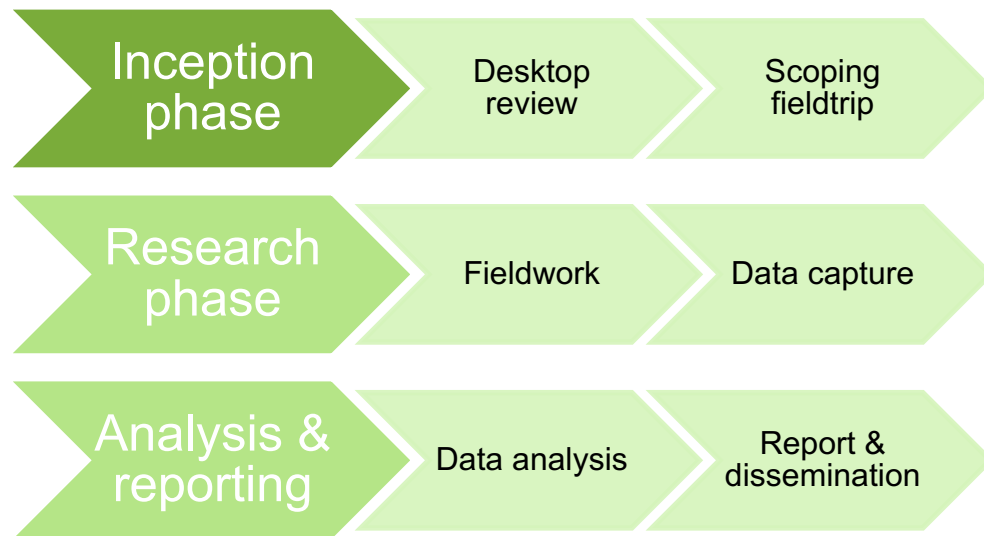 Inception
phase
Desktop
review
Scoping
fieldtrip
Research
phase
Fieldwork
Data capture
Analysis &
reporting
Data analysis
Report &
dissemination